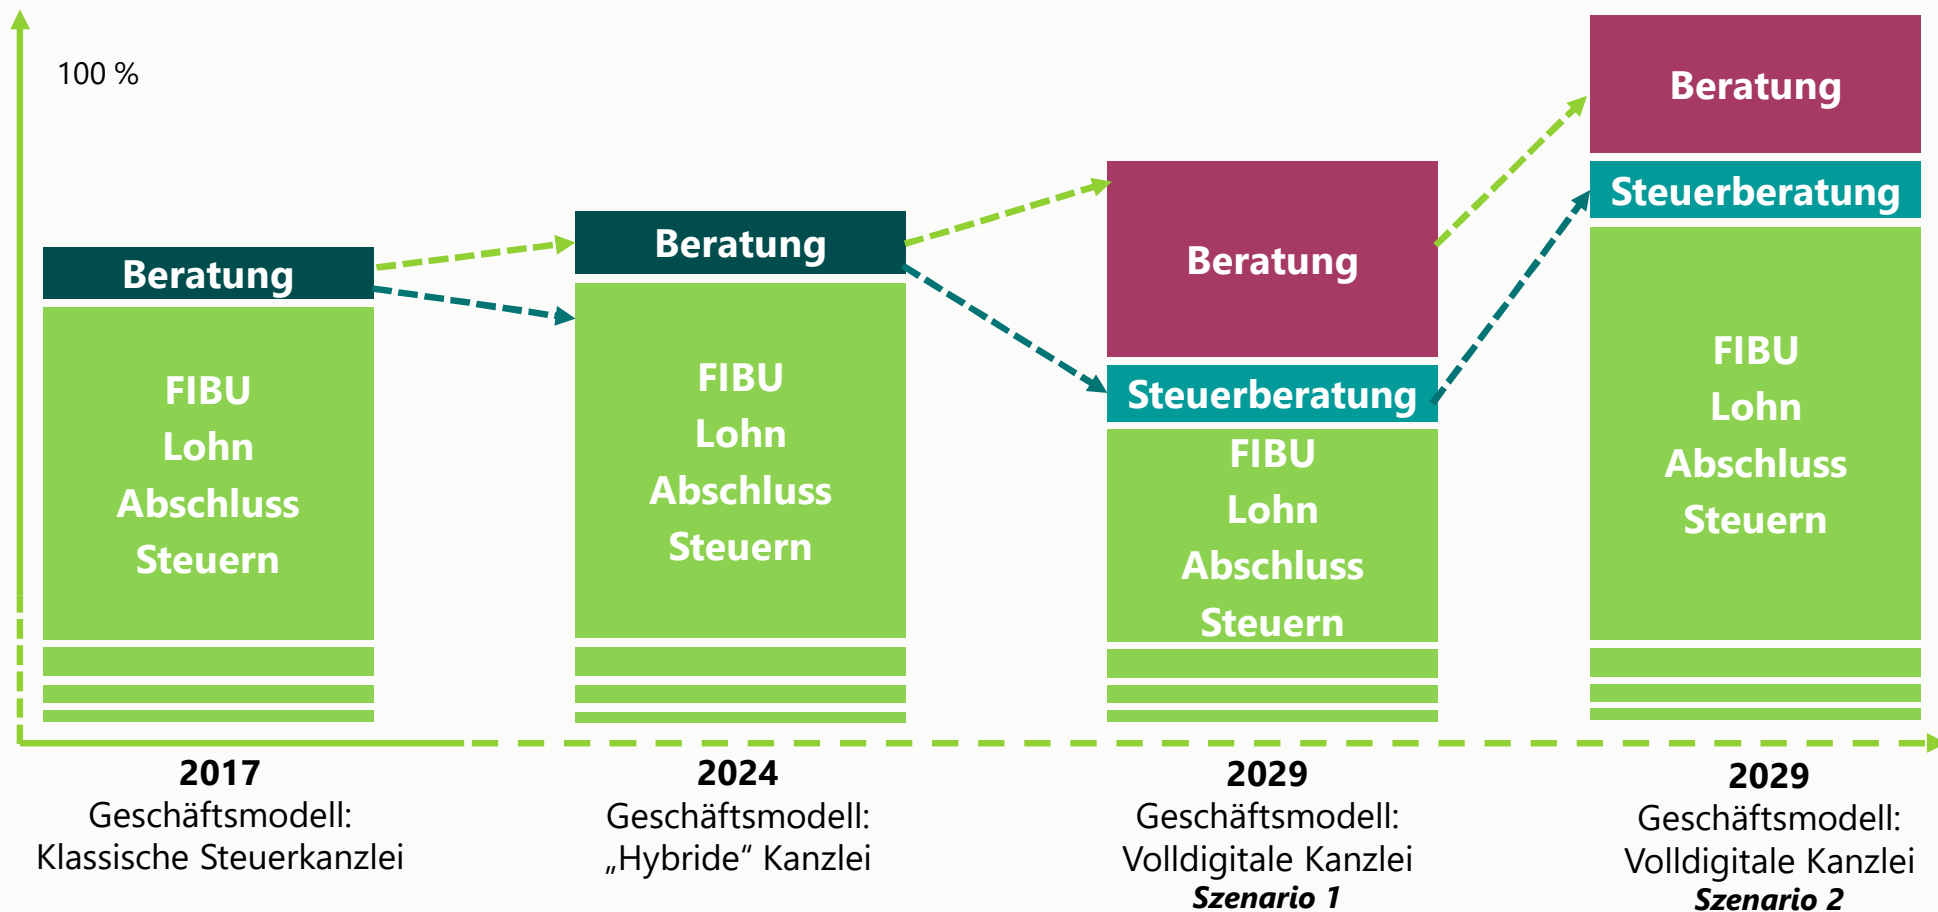 100 %
Beratung
FIBU
Lohn
Abschluss
Steuern
2017
Geschäftsmodell:
Klassische Steuerkanzlei
Beratung
FIBU
Lohn
Abschluss
Steuern
2024
Geschäftsmodell:
„Hybride“ Kanzlei
Beratung
Steuerberatung
FIBU
Lohn
Abschluss
Steuern
2029
Geschäftsmodell:
Volldigitale Kanzlei
Szenario 1
Beratung
Steuerberatung
FIBU
Lohn
Abschluss
Steuern
2029
Geschäftsmodell:
Volldigitale Kanzlei
Szenario 2